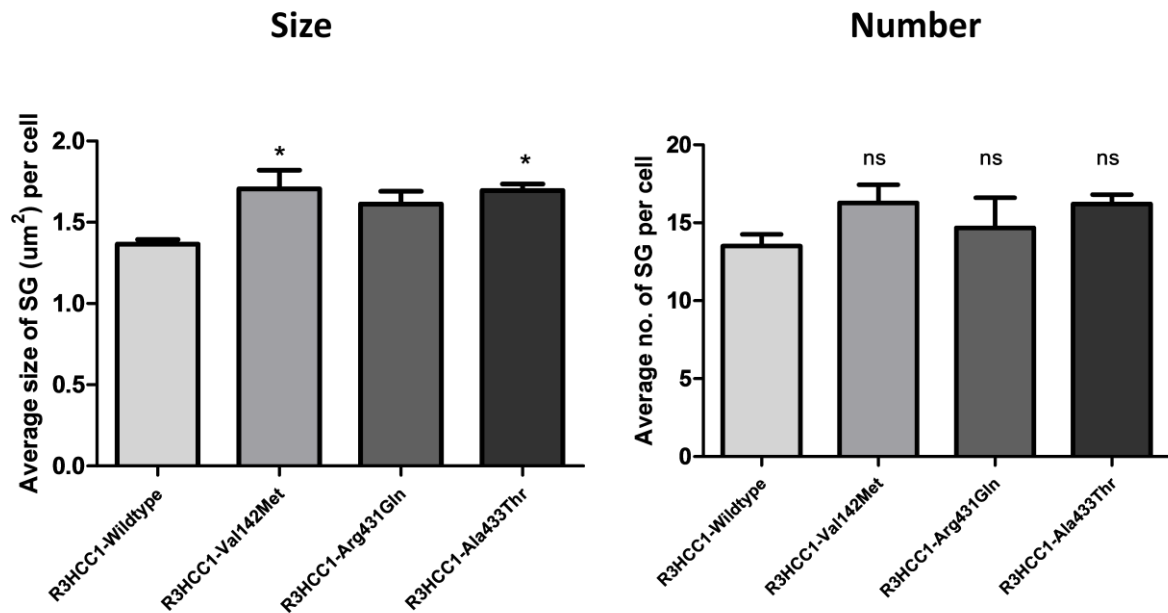 Size
Average size of SG (um²) per cell
2.0
1.5
1.0
0.5
0.0
*
*
R3HCC1-Wildtype
R3HCC1-Val142Met
R3HCC1-Arg431Gln
R3HCC1-Ala433Thr
Number
Average no. of SG per cell
20
15
10
5
0
ns
ns
ns
R3HCC1-Wildtype
R3HCC1-Val142Met
R3HCC1-Arg431Gln
R3HCC1-Ala433Thr